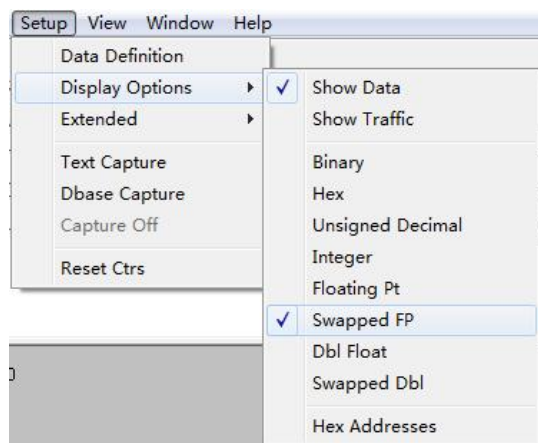 Setup View Window Help
Data Definition
Display Options
Extended
Text Capture
Dbase Capture
Capture Off
Reset Ctrs
Show Data
Show Traffic
Binary
Hex
Unsigned Decimal
Integer
Floating Pt
Swapped FP
Dbl Float
Swapped Dbl
Hex Addresses